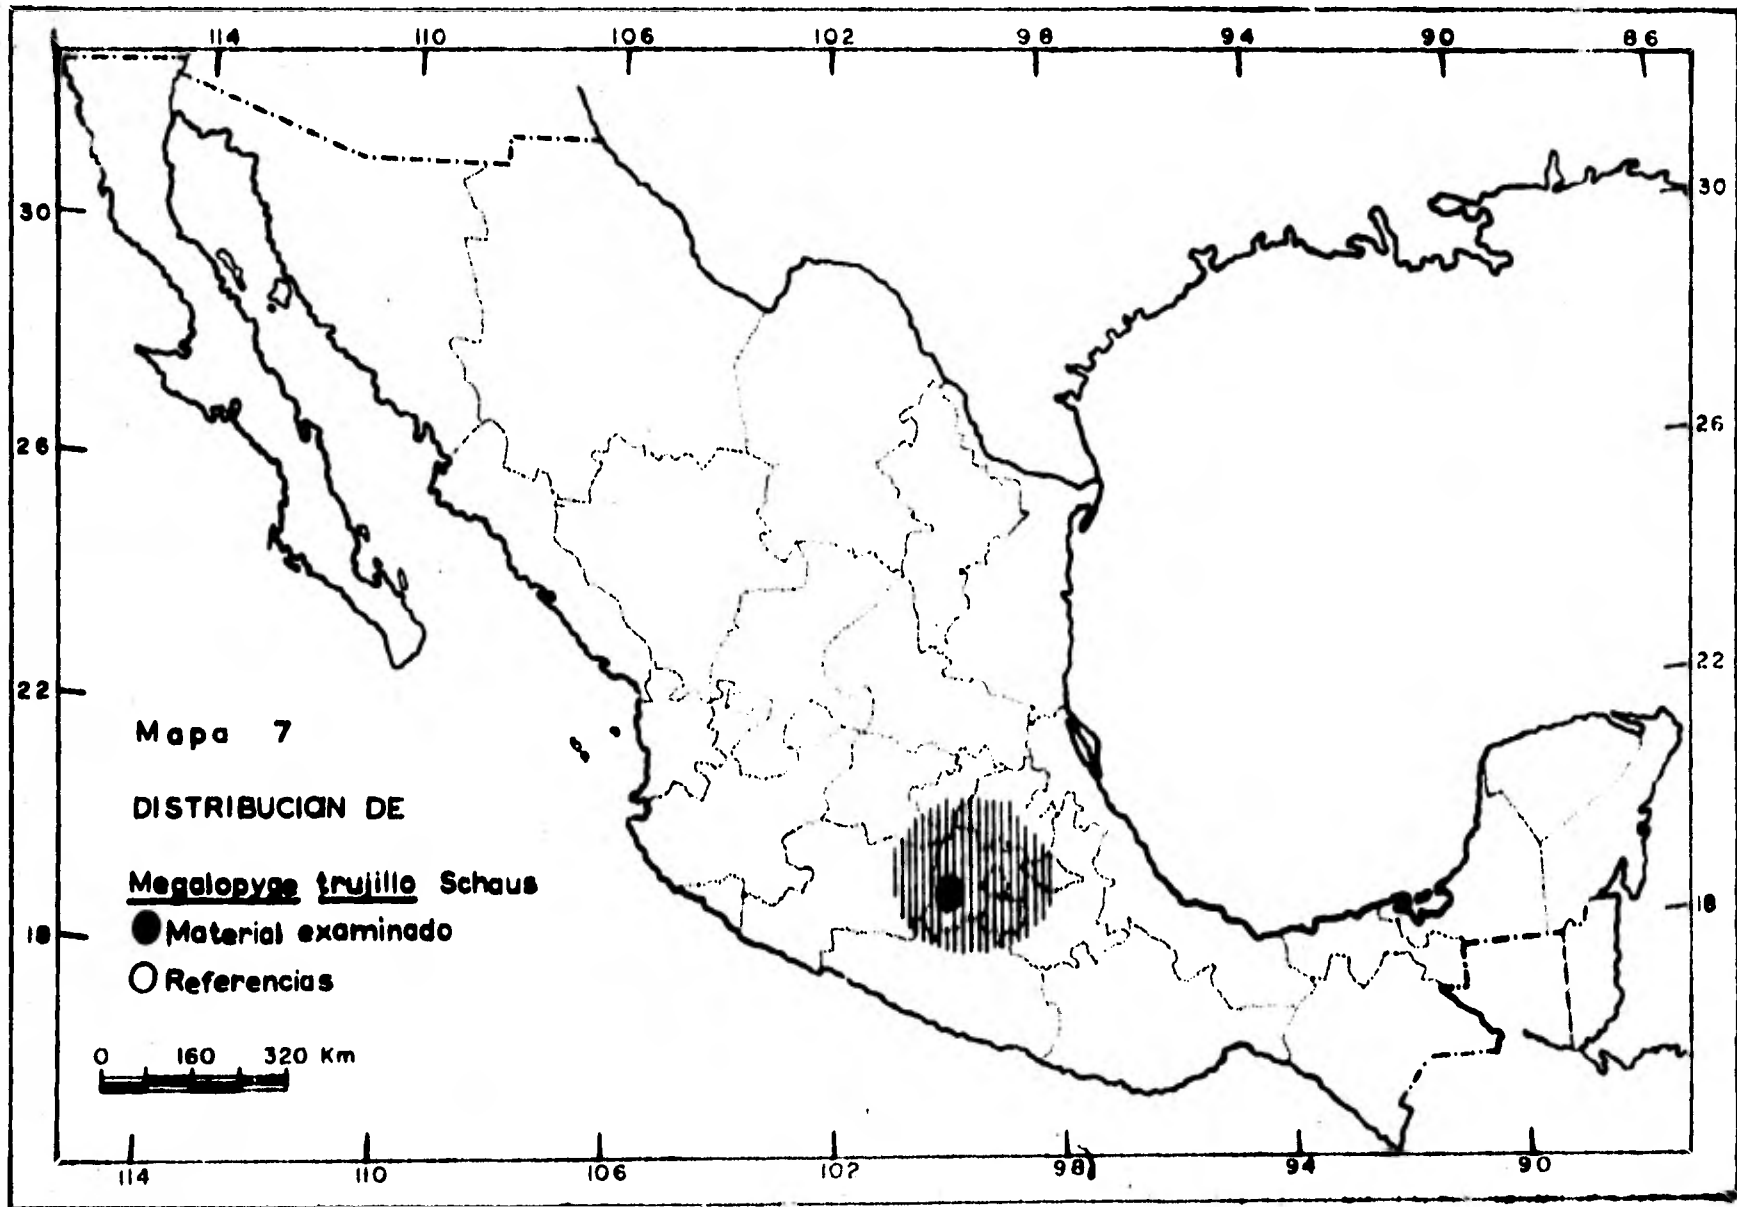 114 110 106 102 98 94 90 86
30 30
26 26
22 22
18 18
Mapa 7
DISTRIBUCION DE
Megalopyge trujillo Schaus
Material examinado
Referencias
0 160 320 Km
114 110 106 102 98 94 90